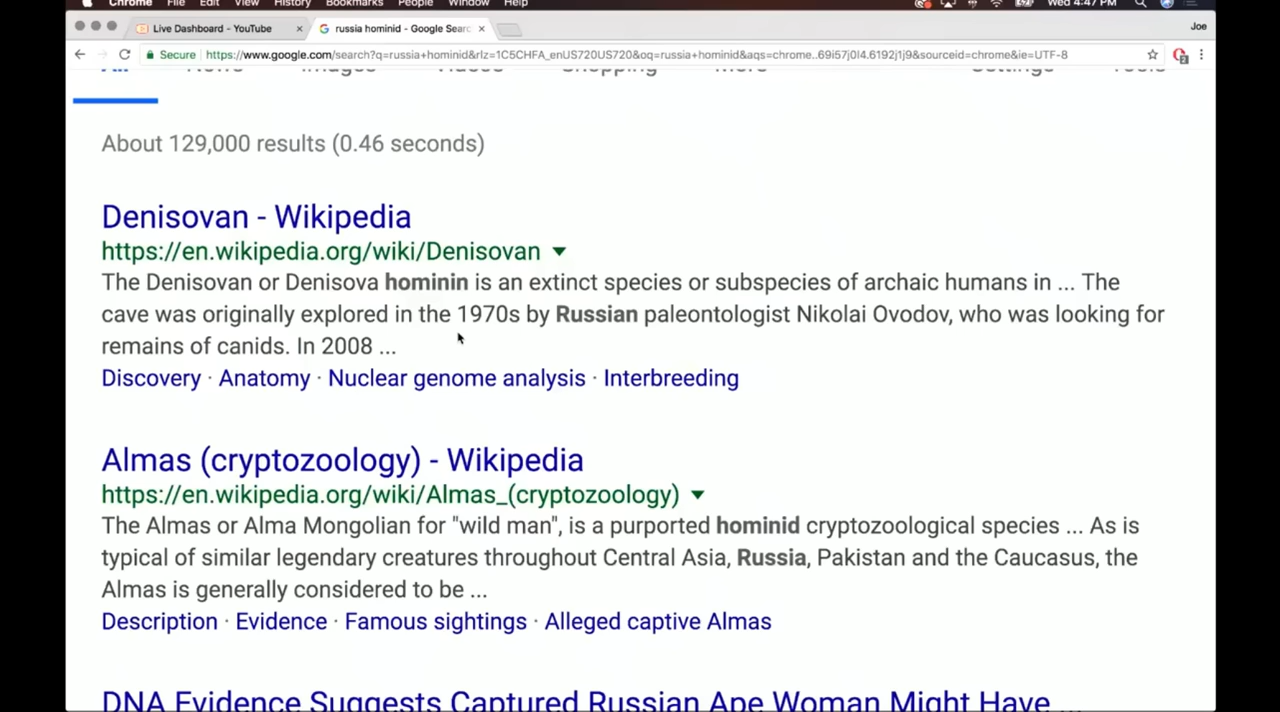 Chrome File Edit View History Bookmarks People Window Help Wed 4:47 PM
Live Dashboard - YouTube russia hominid - Google Searc Joe
Secure https://www.google.com/search?q=russia+hominid&rlz=1C5CHFA_enUS720US720&oq=russia+hominid&aqs=chrome..69i57j0l4.6192j1j9&sourceid=chrome&ie=UTF-8
All News Images Videos Shopping More Settings Tools
About 129,000 results (0.46 seconds)
Denisovan - Wikipedia
https://en.wikipedia.org/wiki/Denisovan
The Denisovan or Denisova hominin is an extinct species or subspecies of archaic humans in ... The
cave was originally explored in the 1970s by Russian paleontologist Nikolai Ovodov, who was looking for
remains of canids. In 2008 ...
Discovery · Anatomy · Nuclear genome analysis · Interbreeding
Almas (cryptozoology) - Wikipedia
https://en.wikipedia.org/wiki/Almas_(cryptozoology)
The Almas or Alma Mongolian for "wild man", is a purported hominid cryptozoological species ... As is
typical of similar legendary creatures throughout Central Asia, Russia, Pakistan and the Caucasus, the
Almas is generally considered to be ...
Description · Evidence · Famous sightings · Alleged captive Almas
DNA Evidence Suggests Captured Russian Ape Woman Might Have ...